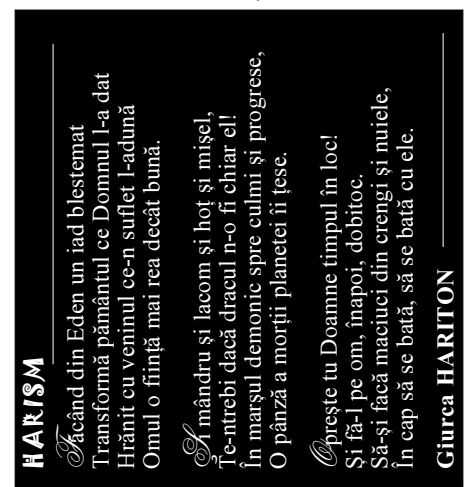 HARISM
Făcând din Eden un iad blestemat
Transformă pământul ce Domnul l-a dat
Hrănit cu veninul ce-n suflet l-adună
Omul o ființă mai rea decât bună.
Și mândru și lacom și hoț și mișel,
Te-ntrebi dacă dracul n-o fi chiar el!
În marșul demonic spre culmi și progrese,
O pânză a morții planetei îi țese.
Oprește tu Doamne timpul în loc!
Și fă-l pe om, înapoi, dobitoc.
Să-și facă maciuci din crengi și nuiele,
În cap să se bată, să se bată cu ele.
Giurca HARITON